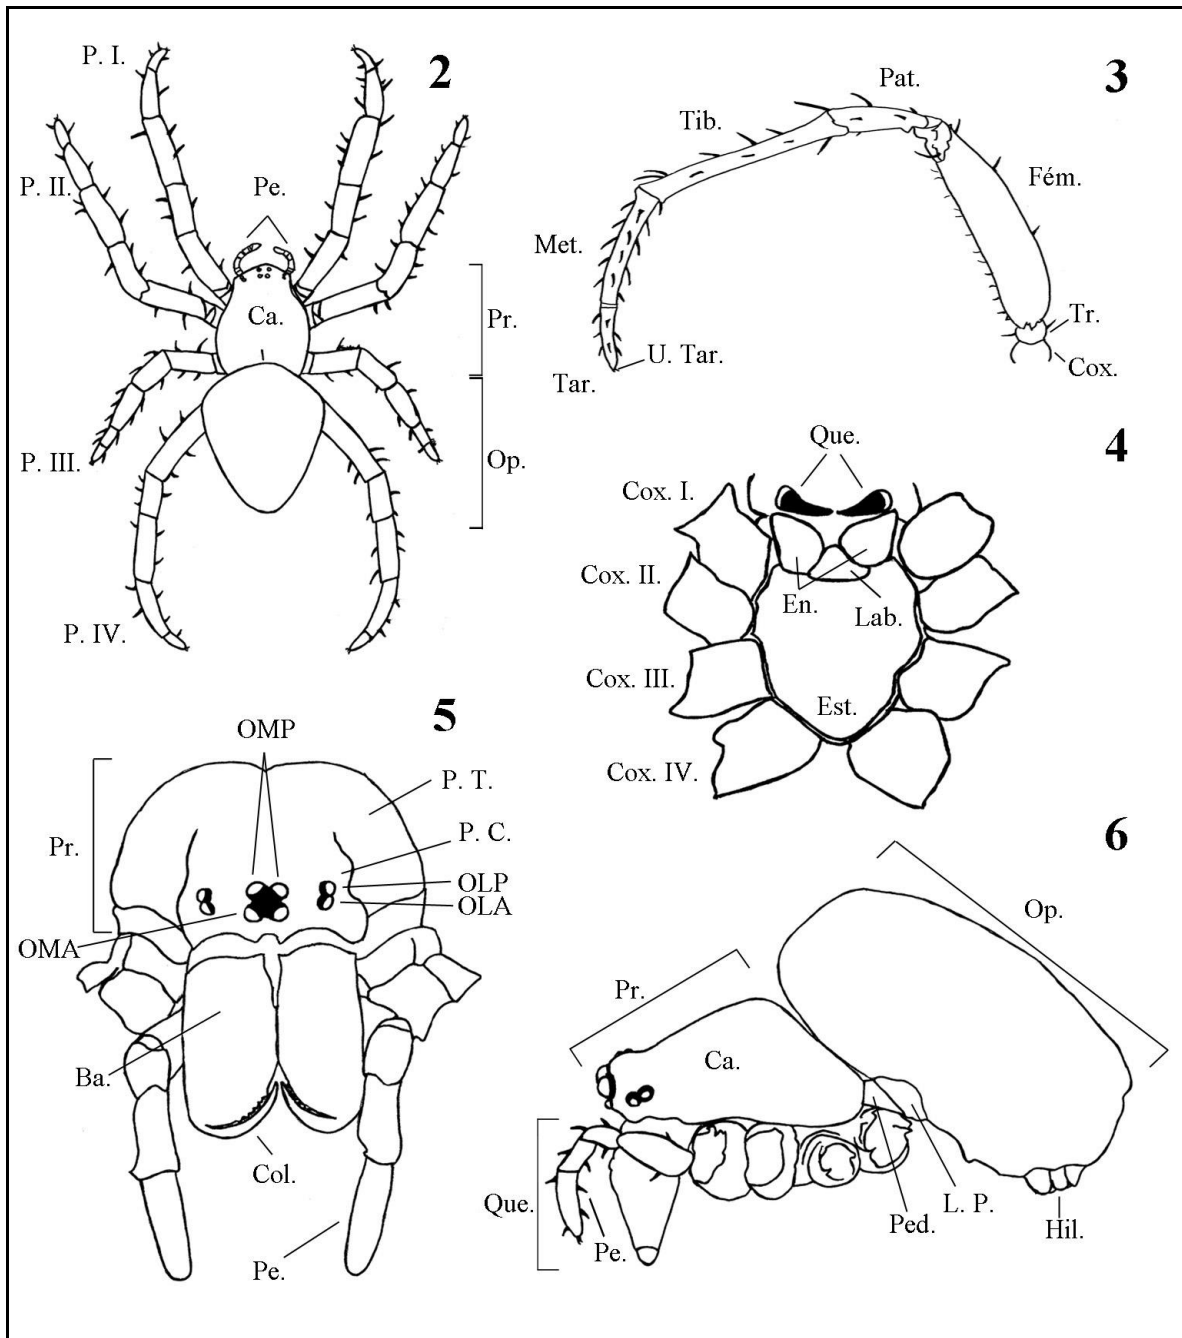 2
P. I.
P. II.
Pe.
Ca.
Pr.
P. III.
Op.
P. IV.
3
Pat.
Tib.
Fém.
Met.
Tr.
U. Tar.
Tar.
Cox.
4
Que.
Cox. I.
Cox. II.
En.
Lab.
Cox. III.
Est.
Cox. IV.
5
OMP
P. T.
Pr.
P. C.
OLP
OLA
OMA
Ba.
Col.
Pe.
6
Op.
Pr.
Ca.
Que.
Pe.
Ped.
L. P.
Hil.